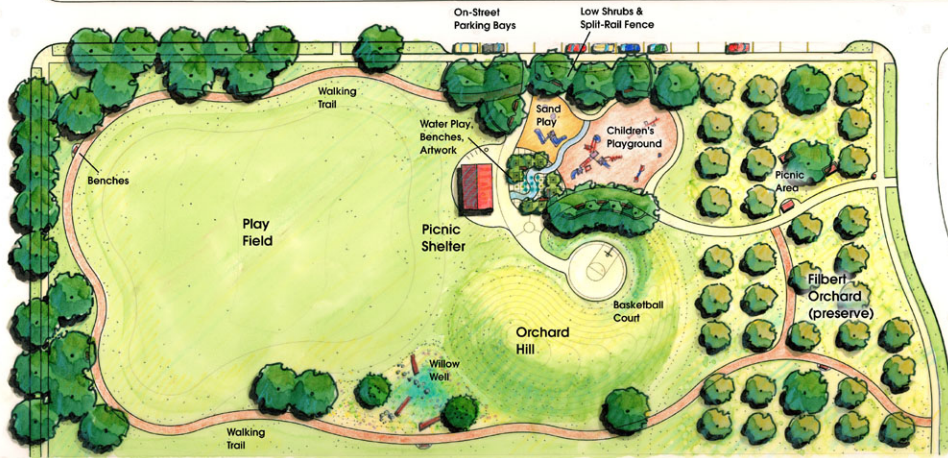 On-Street
Parking Bays
Low Shrubs &
Split-Rail Fence
Walking
Trail
Sand
Play
Water Play,
Benches,
Artwork
Children's
Playground
Benches
Picnic
Area
Play
Field
Picnic
Shelter
Filbert
Orchard
(preserve)
Basketball
Court
Orchard
Hill
Willow
Well
Walking
Trail